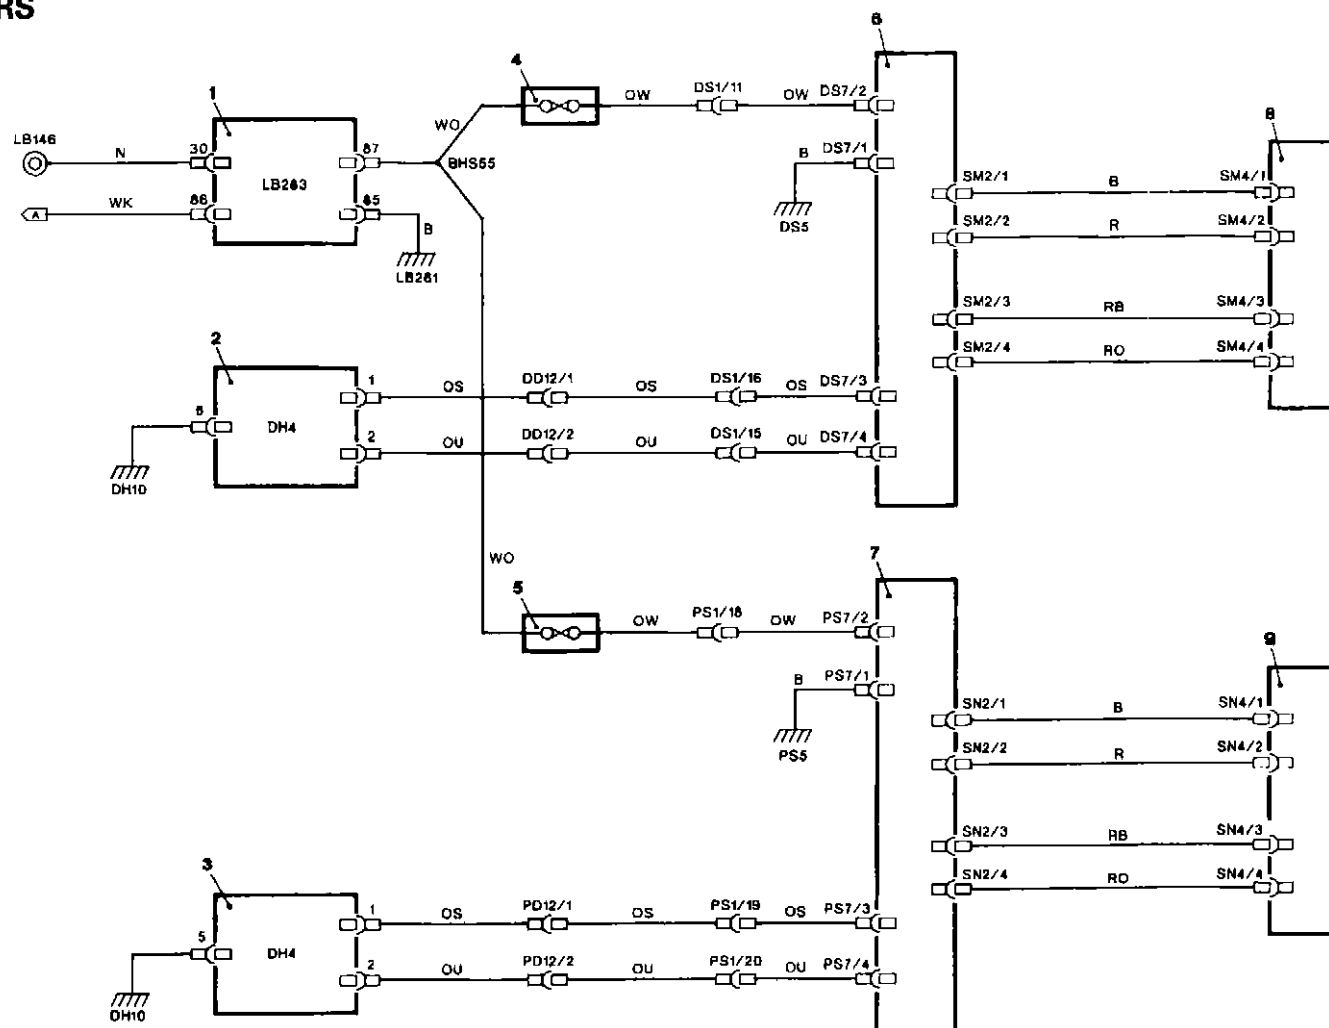 RS
6
4
OW DS1/11 OW DS7/2
1
8
WO
LB146
N 30 87
BHS55
B DS7/1
LB283
SM2/1 B SM4/1
WK 86 85
B
DS5
SM2/2 R SM4/2
LB281
A
SM2/3 RB SM4/3
2
SM2/4 RO SM4/4
1 OS DD12/1 OS DS1/16 OS DS7/3
6 DH4
2 OU DD12/2 OU DS1/15 OU DS7/4
DH10
7
WO
5
OW PS1/18 OW PS7/2
9
B PS7/1
SN2/1 B SN4/1
PS5
SN2/2 R SN4/2
SN2/3 RB SN4/3
3
SN2/4 RO SN4/4
1 OS PD12/1 OS PS1/19 OS PS7/3
5 DH4
2 OU PD12/2 OU PS1/20 OU PS7/4
DH10